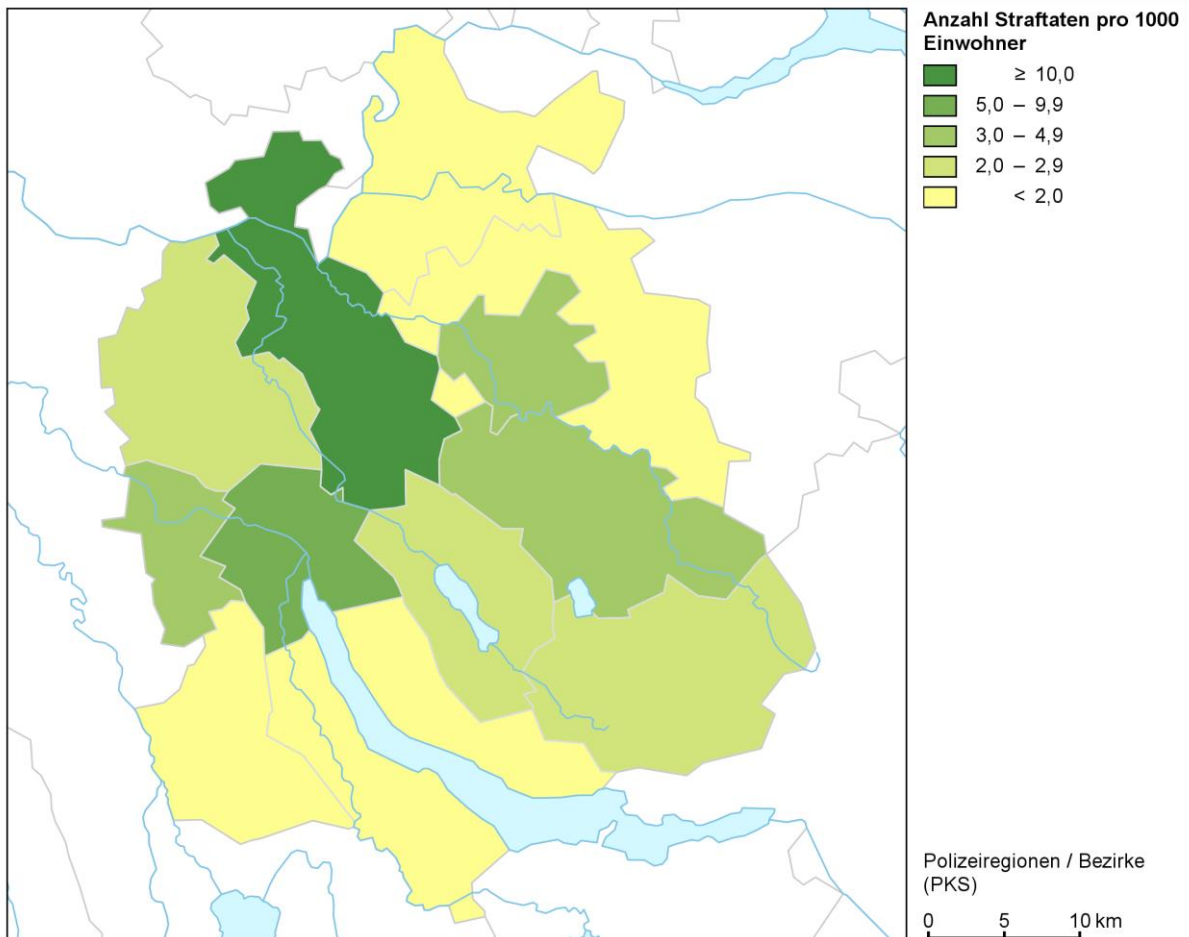 Anzahl Straftaten pro 1000
Einwohner
≥ 10,0
5,0 – 9,9
3,0 – 4,9
2,0 – 2,9
< 2,0
Polizeiregionen / Bezirke
(PKS)
0 5 10 km